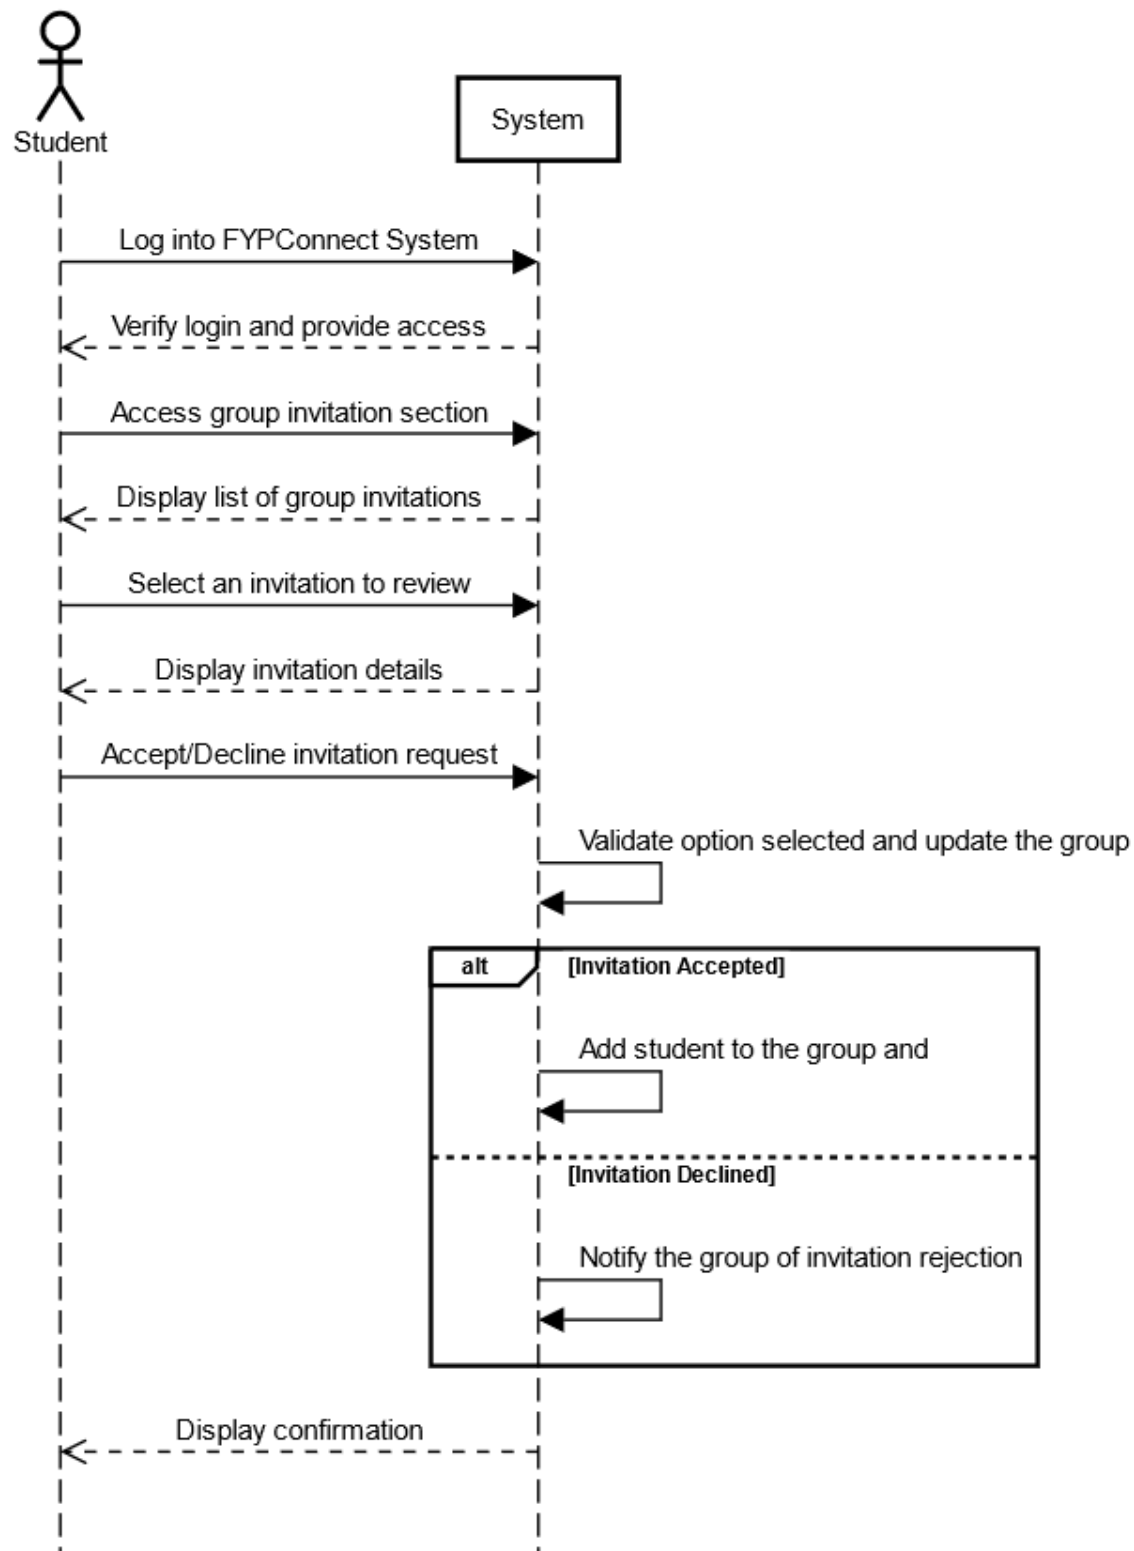 Student
System
Log into FYPConnect System
Verify login and provide access
Access group invitation section
Display list of group invitations
Select an invitation to review
Display invitation details
Accept/Decline invitation request
Validate option selected and update the group
alt
[Invitation Accepted]
Add student to the group and
[Invitation Declined]
Notify the group of invitation rejection
Display confirmation